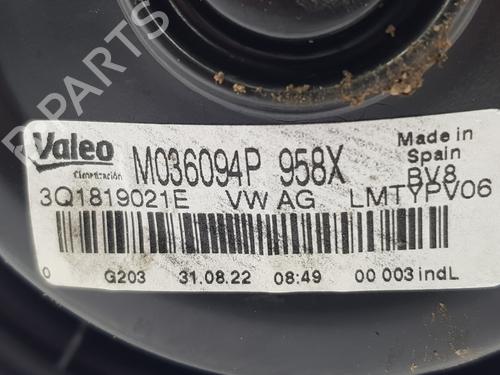 Valeo M036094P 958X Made in
Climatización Spain
BV8
3Q1819021E VW AG LMTYPV06
0 G203 31.08.22 08:49 00 003 indL